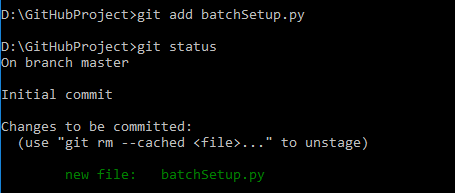 D:\GitHubProject>git add batchSetup.py
D:\GitHubProject>git status
On branch master
Initial commit
Changes to be committed:
(use "git rm --cached <file>..." to unstage)
new file: batchSetup.py